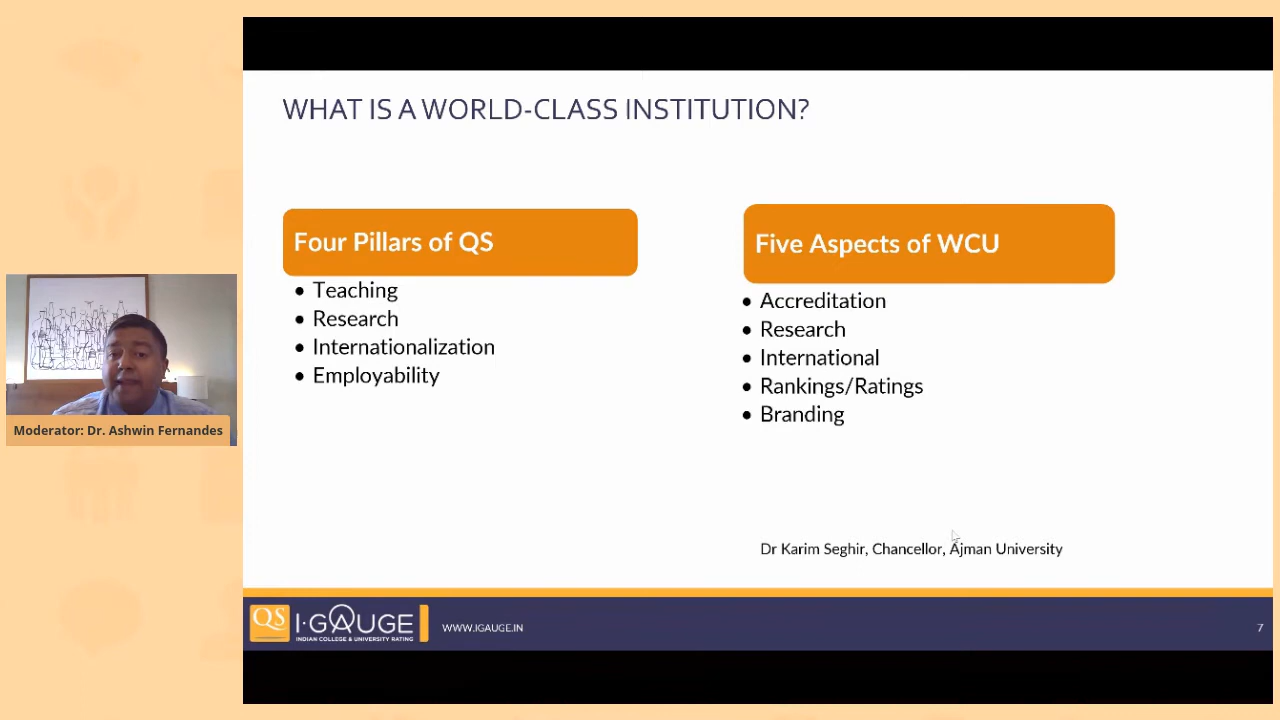 WHAT IS A WORLD-CLASS INSTITUTION?
Four Pillars of QS
• Teaching
• Research
• Internationalization
• Employability
Five Aspects of WCU
• Accreditation
• Research
• International
• Rankings/Ratings
• Branding
Dr Karim Seghir, Chancellor, Ajman University
Moderator: Dr. Ashwin Fernandes
QS I·GAUGE
INDIAN COLLEGE & UNIVERSITY RATING
WWW.IGAUGE.IN
7